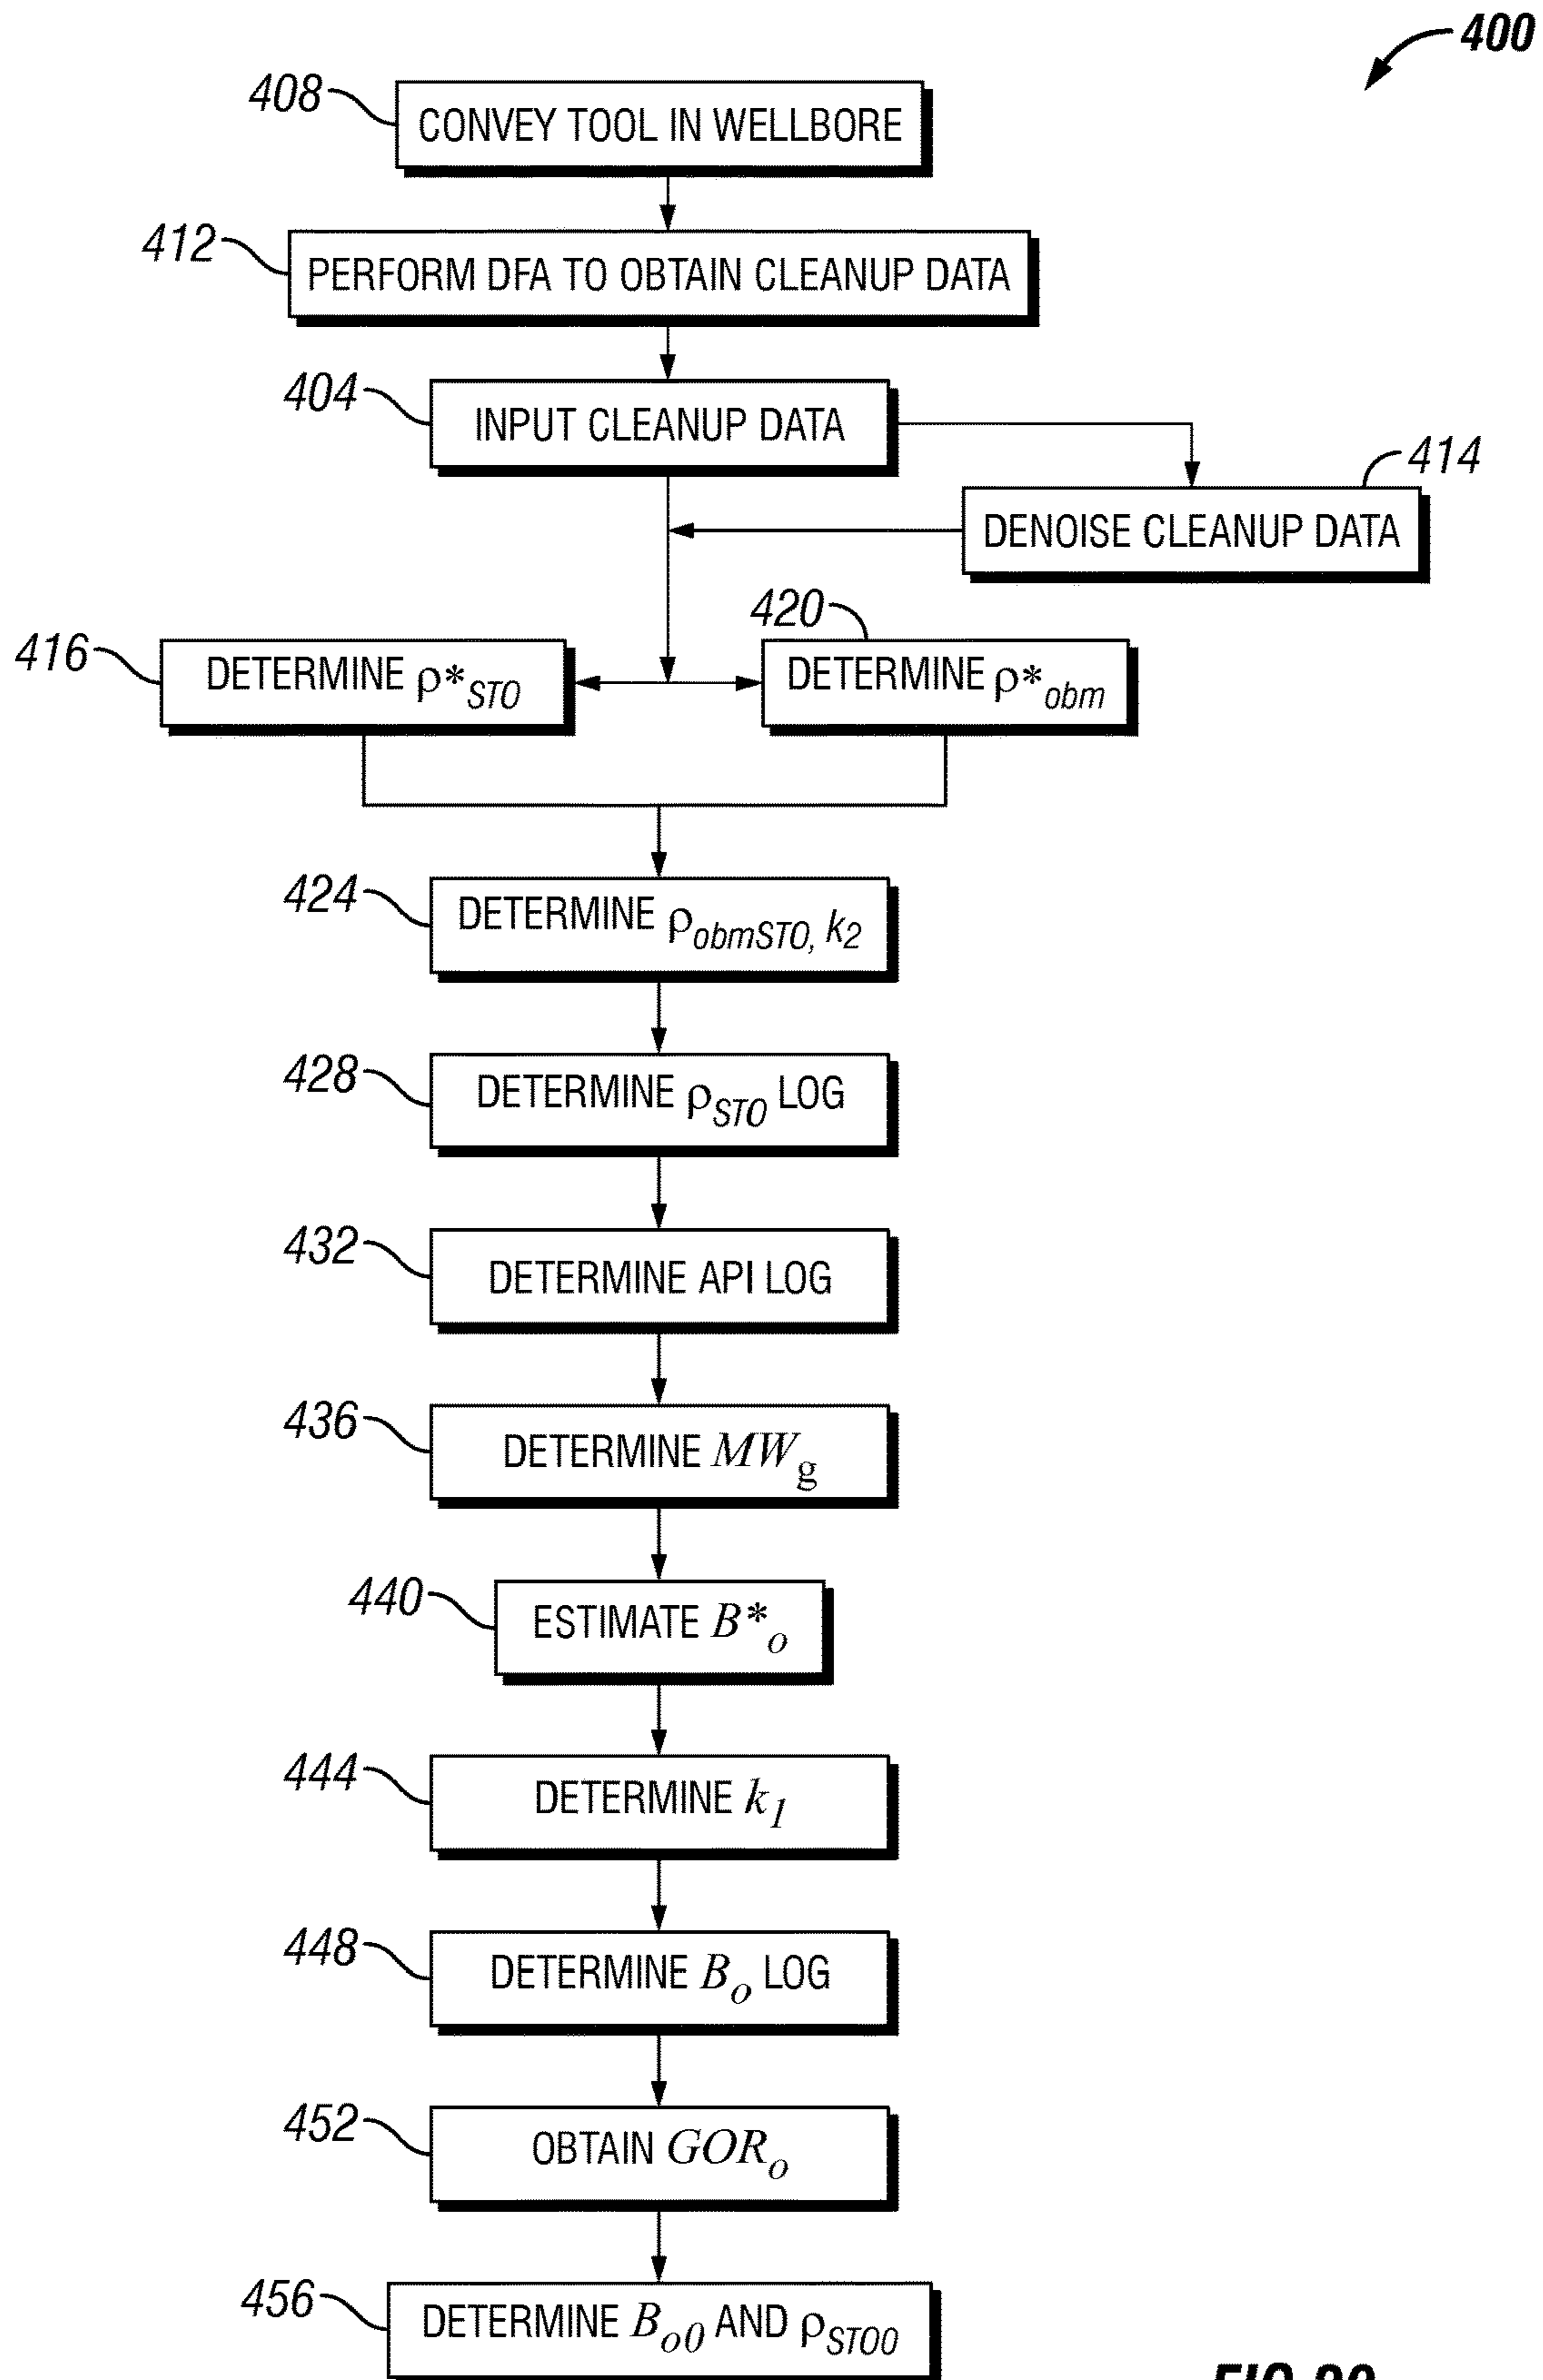 400
408
CONVEY TOOL IN WELLBORE
412
PERFORM DFA TO OBTAIN CLEANUP DATA
404
INPUT CLEANUP DATA
414
DENOISE CLEANUP DATA
416
DETERMINE ρ*STO
420
DETERMINE ρ*obm
424
DETERMINE ρobmSTO, k2
428
DETERMINE ρSTO LOG
432
DETERMINE API LOG
436
DETERMINE MWg
440
ESTIMATE B*o
444
DETERMINE k1
448
DETERMINE Bo LOG
452
OBTAIN GORo
456
DETERMINE Bo0 AND ρSTO0